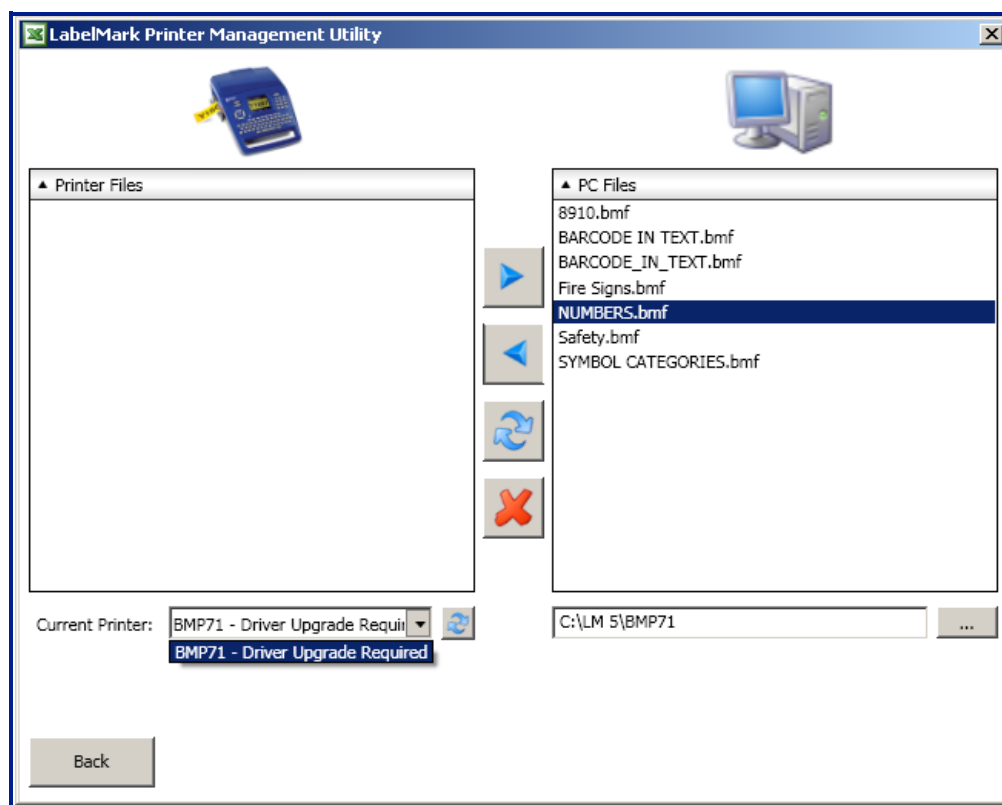 LabelMark Printer Management Utility
Printer Files
PC Files
8910.bmf
BARCODE IN TEXT.bmf
BARCODE_IN_TEXT.bmf
Fire Signs.bmf
NUMBERS.bmf
Safety.bmf
SYMBOL CATEGORIES.bmf
Current Printer:
BMP71 - Driver Upgrade Requir
BMP71 - Driver Upgrade Required
C:\LM 5\BMP71
...
Back